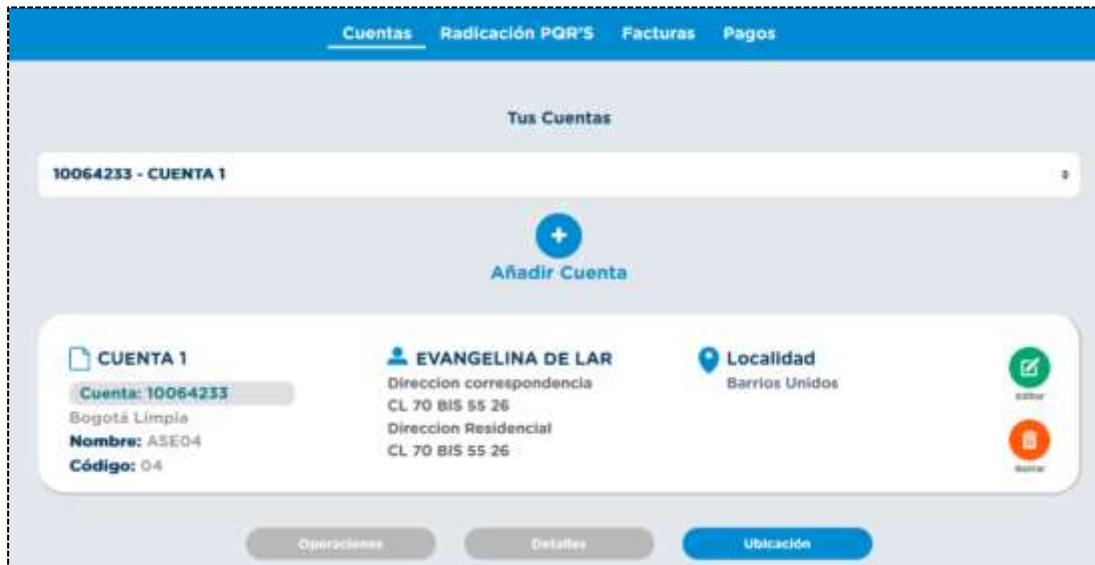 Cuentas Radicación PQR'S Facturas Pagos
Tus Cuentas
10064233 - CUENTA 1
Añadir Cuenta
CUENTA 1
Cuenta: 10064233
Bogotá Limpia
Nombre: ASE04
Código: 04
EVANGELINA DE LAR
Direccion correspondencia
CL 70 BIS 55 26
Direccion Residencial
CL 70 BIS 55 26
Localidad
Barrios Unidos
Editar
Borrar
Operaciones Detalles Ubicación